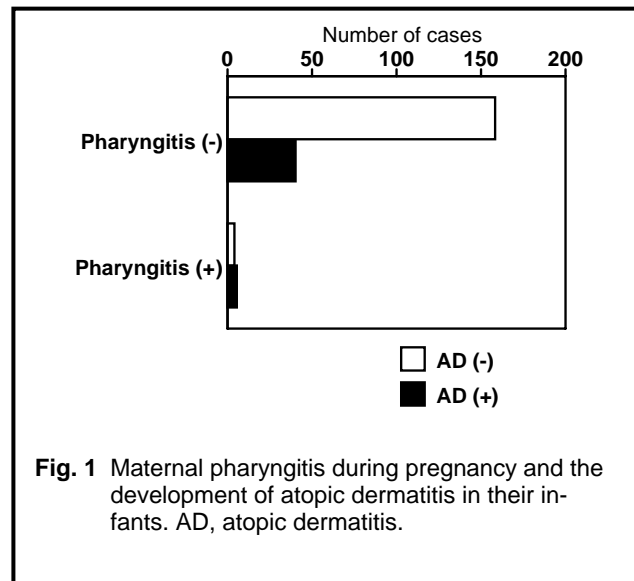 Number of cases
0 50 100 150 200
Pharyngitis (-)
Pharyngitis (+)
AD (-)
AD (+)
Fig. 1 Maternal pharyngitis during pregnancy and the
development of atopic dermatitis in their in-
fants. AD, atopic dermatitis.